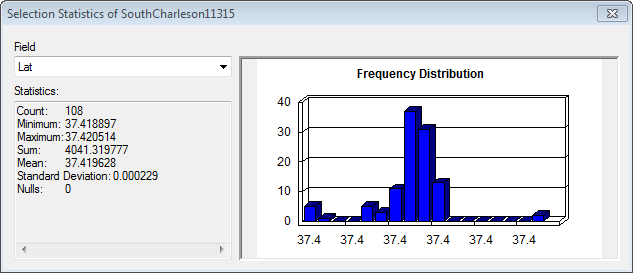 Selection Statistics of SouthCharleson11315
Field
Lat
Statistics:
Count: 108
Minimum: 37.418897
Maximum: 37.420514
Sum: 4041.319777
Mean: 37.419628
Standard Deviation: 0.000229
Nulls: 0
Frequency Distribution
40
30
20
10
0
37.4 37.4 37.4 37.4 37.4 37.4